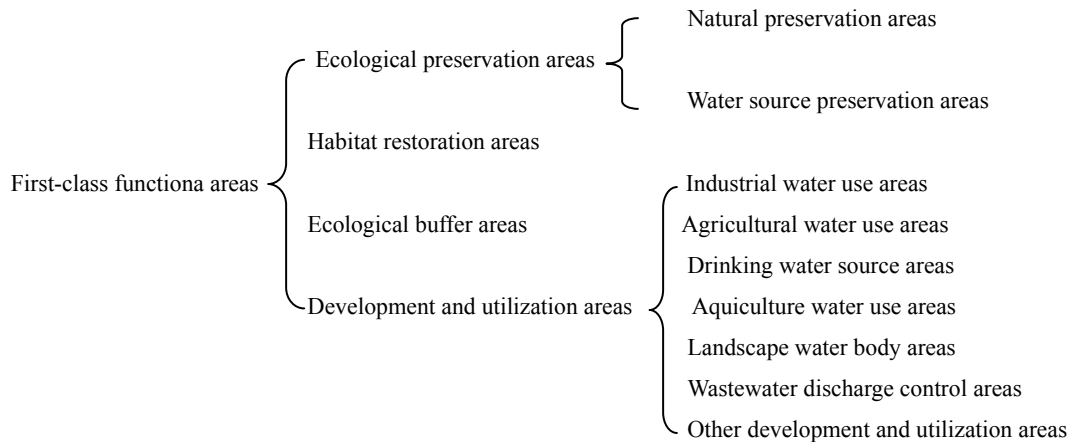 Natural preservation areas
Ecological preservation areas
Water source preservation areas
Habitat restoration areas
First-class functiona areas
Industrial water use areas
Ecological buffer areas
Agricultural water use areas
Drinking water source areas
Development and utilization areas
Aquiculture water use areas
Landscape water body areas
Wastewater discharge control areas
Other development and utilization areas